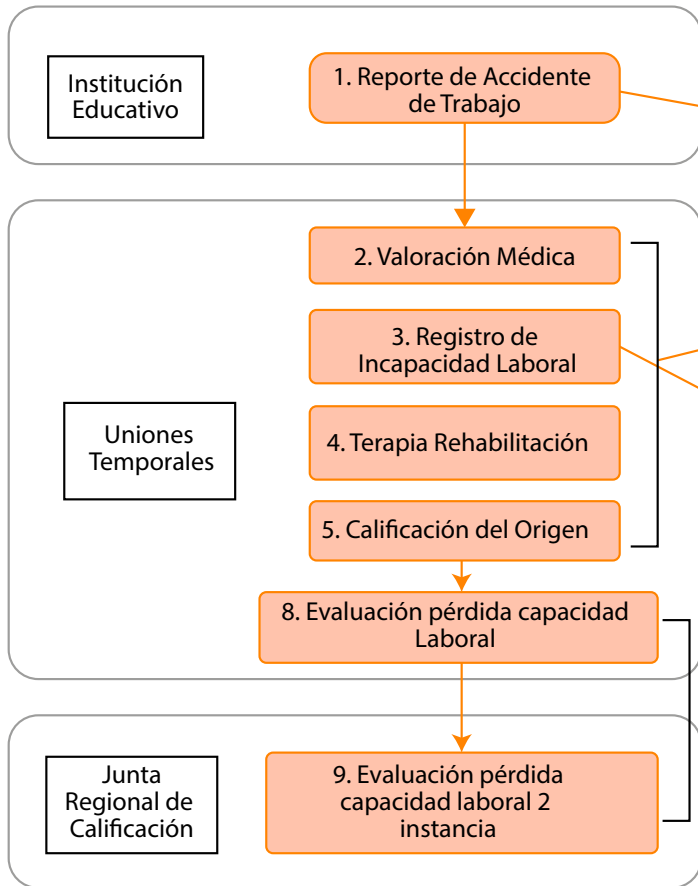 Institución
Educativo
1. Reporte de Accidente
de Trabajo
2. Valoración Médica
3. Registro de
Incapacidad Laboral
Uniones
Temporales
4. Terapia Rehabilitación
5. Calificación del Origen
8. Evaluación pérdida capacidad
Laboral
Junta
Regional de
Calificación
9. Evaluación pérdida
capacidad laboral 2
instancia